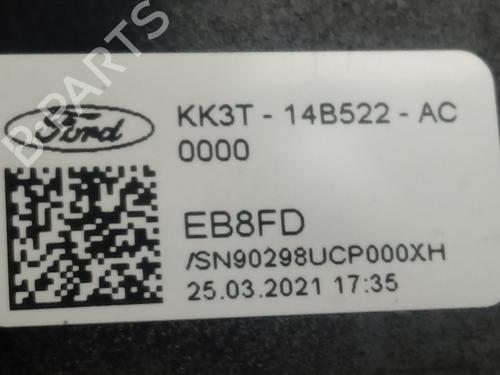 B-PARTS
Ford
KK3T - 14B522 - AC
0000
EB8FD
/SN90298UCP000XH
25.03.2021 17:35